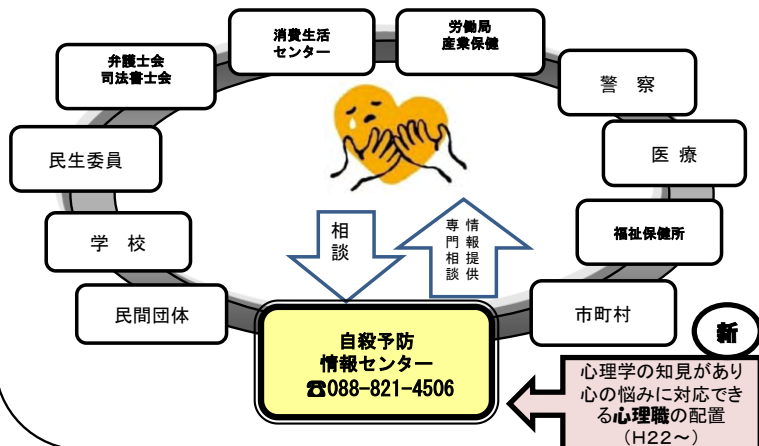 消費生活
センター
労働局
産業保健
弁護士会
司法書士会
警 察
民生委員
医 療
学 校
福祉保健所
民間団体
市町村
相談
情報提供
専門相談
自殺予防
情報センター
☎088-821-4506
新
心理学の知見があり
心の悩みに対応でき
る心理職の配置
(H22~)